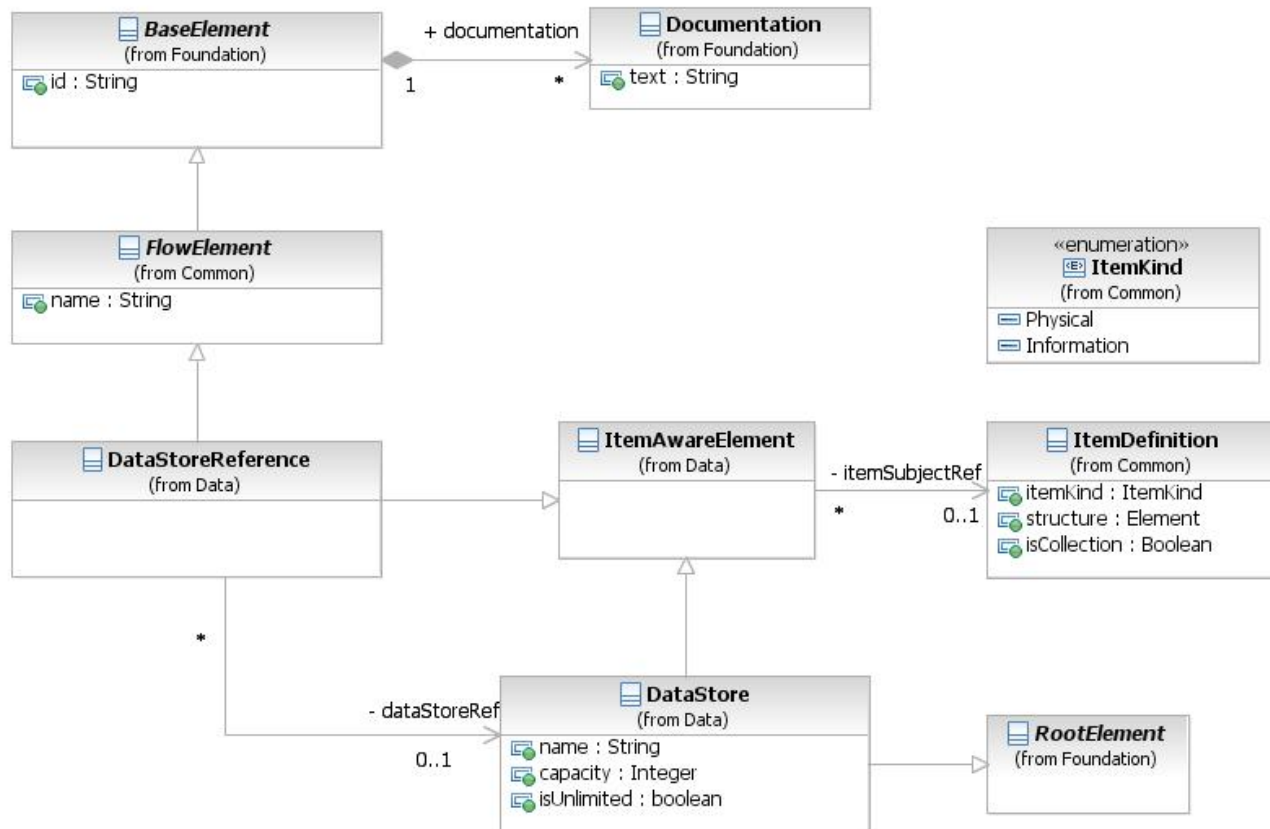 BaseElement
(from Foundation)
id : String
1
+ documentation
*
Documentation
(from Foundation)
text : String
FlowElement
(from Common)
name : String
«enumeration»
ItemKind
(from Common)
Physical
Information
DataStoreReference
(from Data)
ItemAwareElement
(from Data)
- itemSubjectRef
*
0..1
ItemDefinition
(from Common)
itemKind : ItemKind
structure : Element
isCollection : Boolean
*
- dataStoreRef
0..1
DataStore
(from Data)
name : String
capacity : Integer
isUnlimited : boolean
RootElement
(from Foundation)